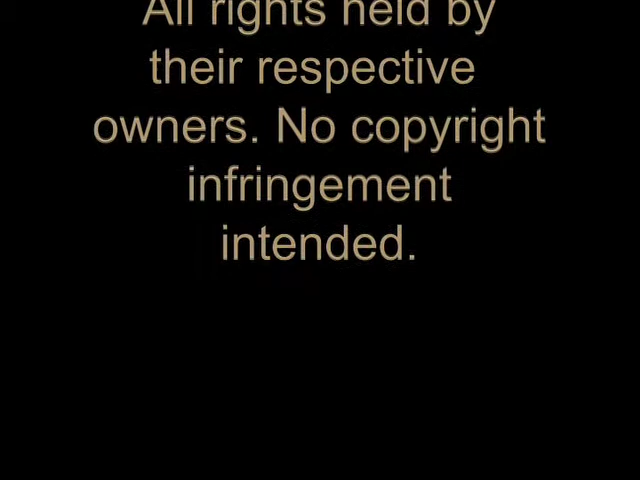 All rights held by
their respective
owners. No copyright
infringement
intended.